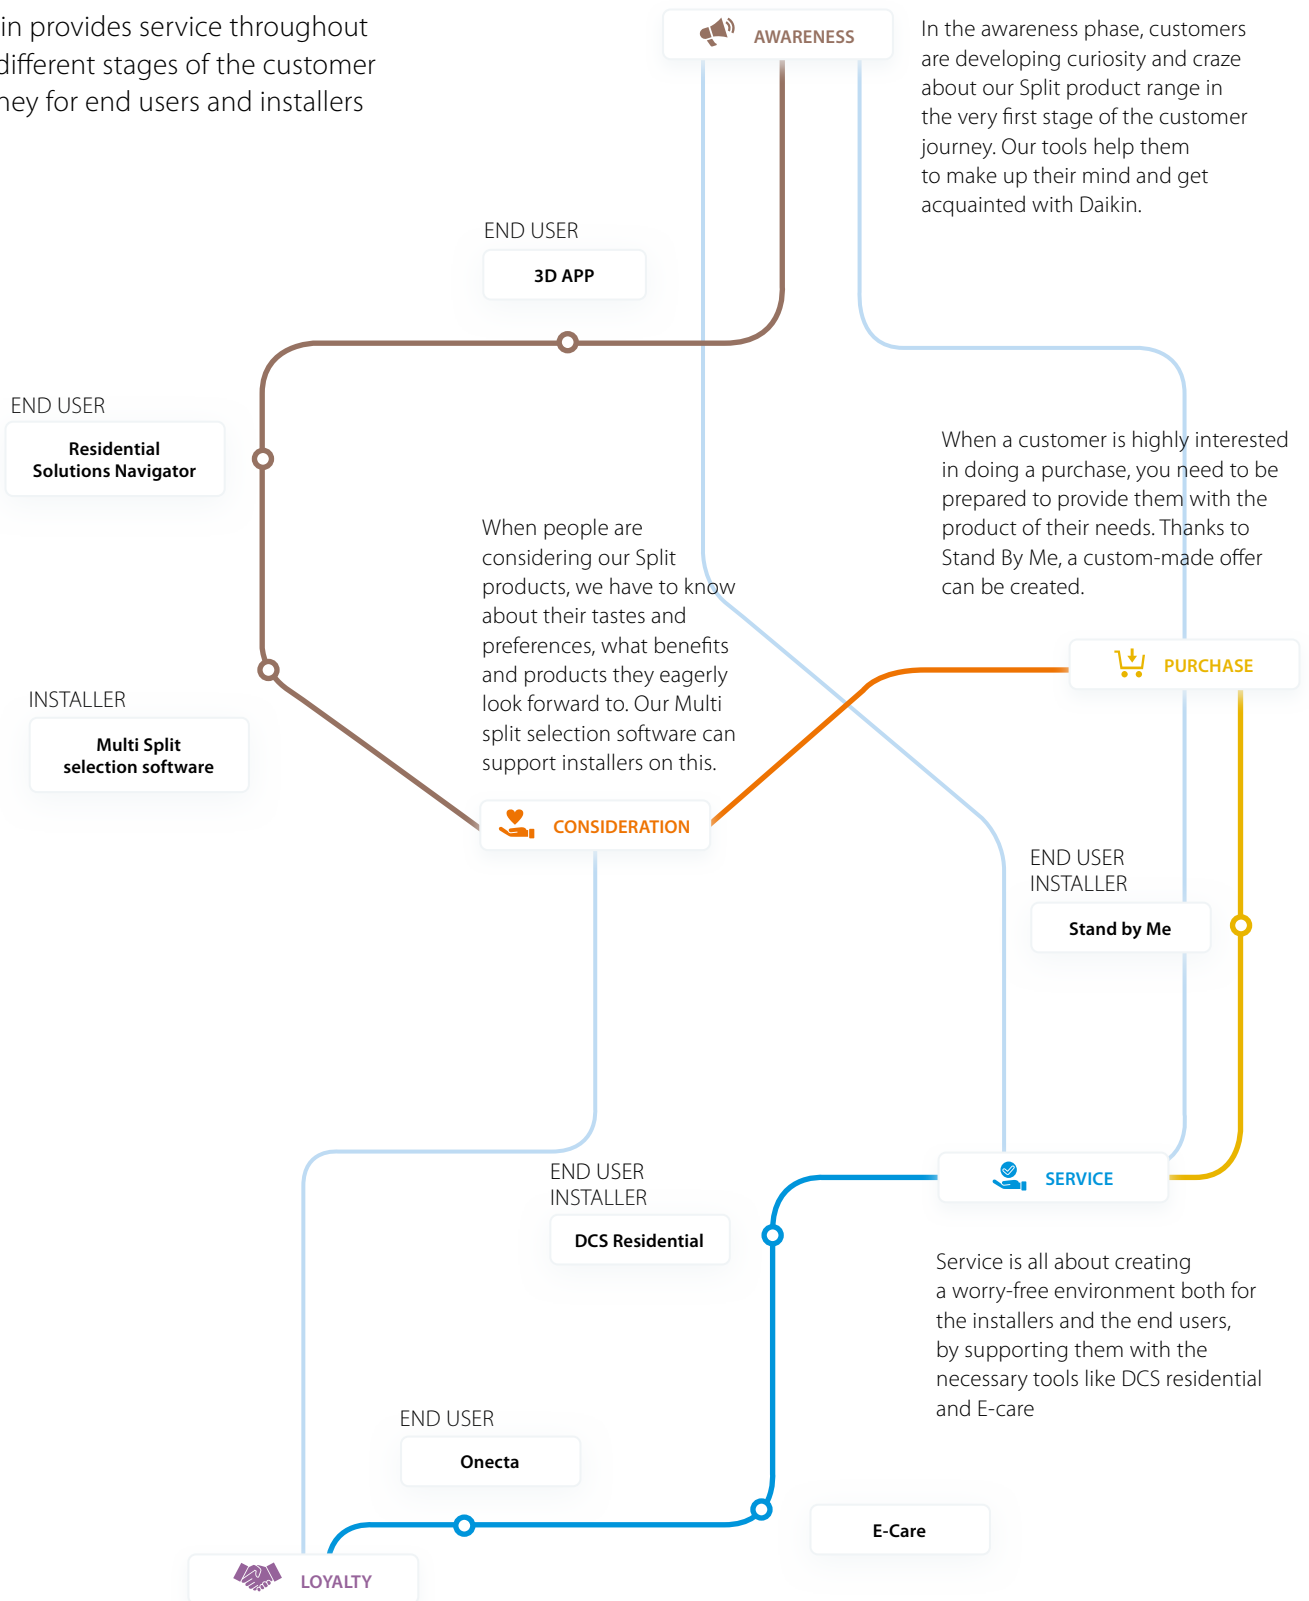 in provides service throughout
different stages of the customer
ney for end users and installers
AWARENESS
In the awareness phase, customers
are developing curiosity and craze
about our Split product range in
the very first stage of the customer
journey. Our tools help them
to make up their mind and get
acquainted with Daikin.
END USER
3D APP
END USER
Residential
Solutions Navigator
When a customer is highly interested
in doing a purchase, you need to be
prepared to provide them with the
product of their needs. Thanks to
Stand By Me, a custom-made offer
can be created.
When people are
considering our Split
products, we have to know
about their tastes and
preferences, what benefits
and products they eagerly
look forward to. Our Multi
split selection software can
support installers on this.
PURCHASE
INSTALLER
Multi Split
selection software
CONSIDERATION
END USER
INSTALLER
Stand by Me
SERVICE
END USER
INSTALLER
DCS Residential
Service is all about creating
a worry-free environment both for
the installers and the end users,
by supporting them with the
necessary tools like DCS residential
and E-care
END USER
Onecta
E-Care
LOYALTY